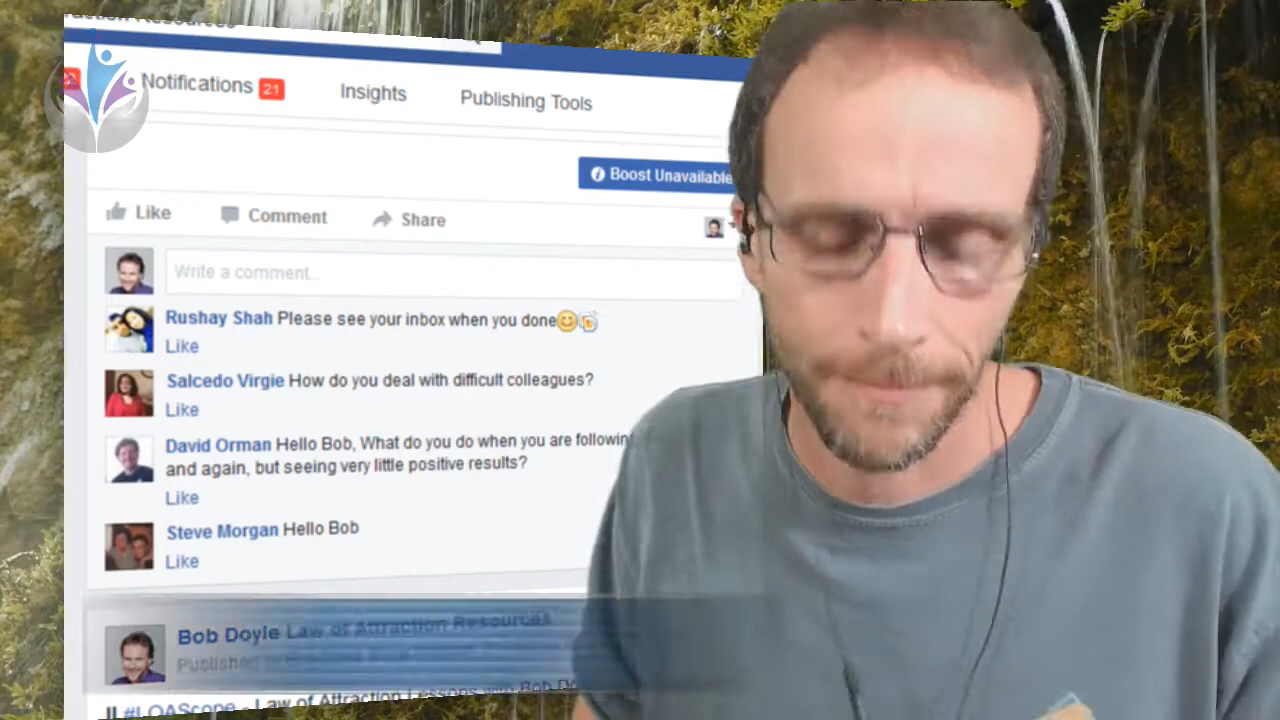 Notifications 21
Insights
Publishing Tools
Boost Unavailable
Like
Comment
Share
Write a comment...
Rushay Shah Please see your inbox when you done
Like
Salcedo Virgie How do you deal with difficult colleagues?
Like
David Orman Hello Bob, What do you do when you are followin
and again, but seeing very little positive results?
Like
Steve Morgan Hello Bob
Like
Bob Doyle Law of Attraction Resources
Published
#LOAScope - Law of Attraction Lessons with Bob Do